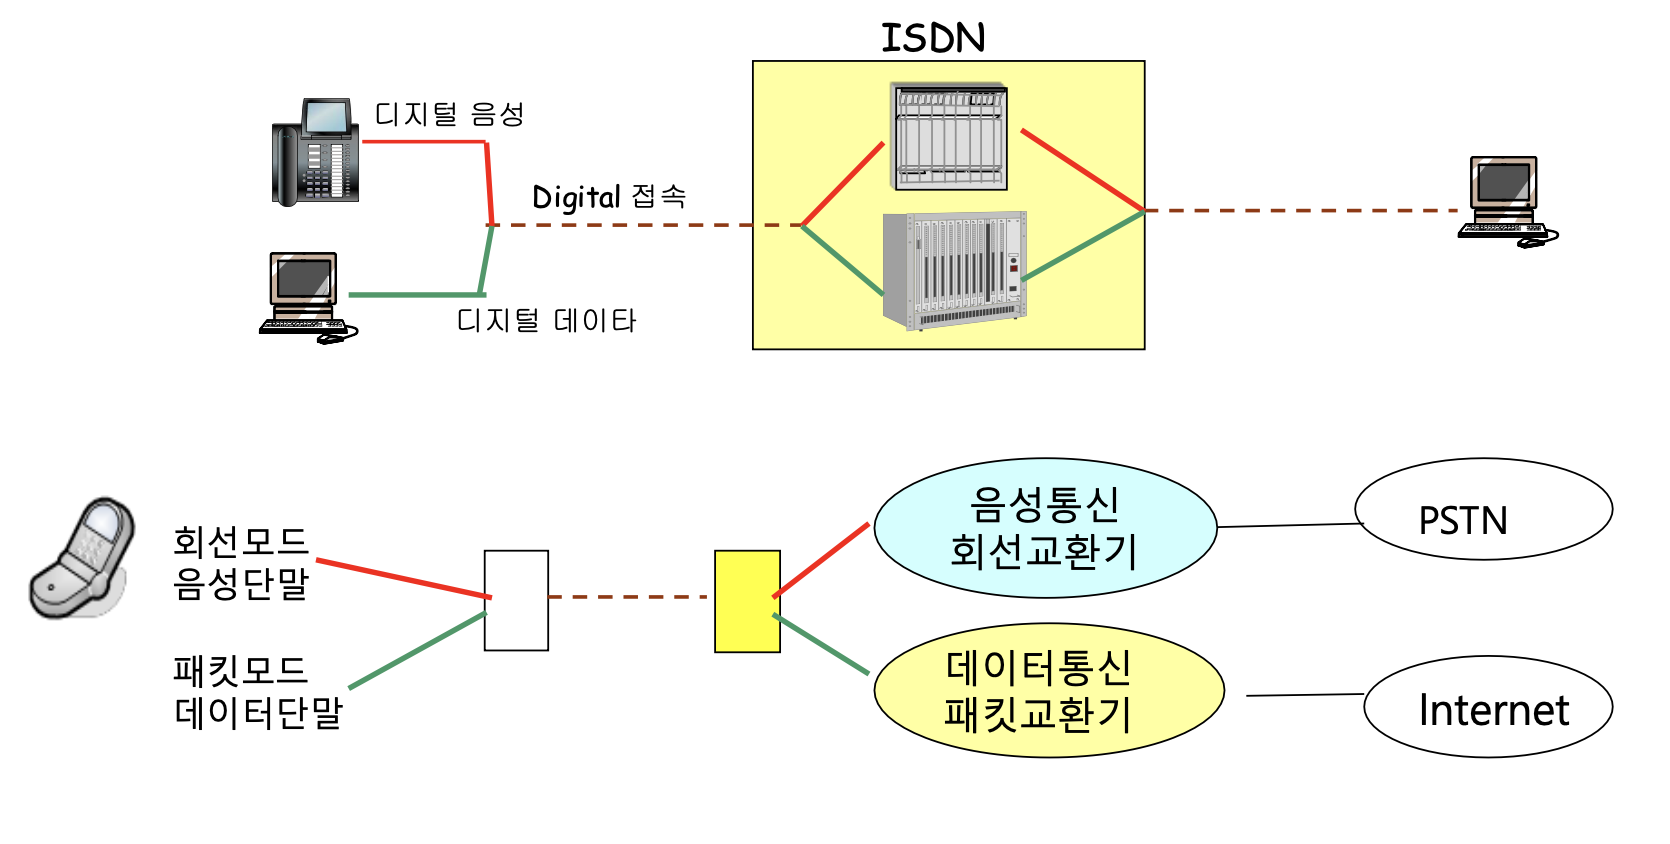 ISDN
디지털 음성
Digital 접속
디지털 데이타
회선모드
음성단말
패킷모드
데이터단말
음성통신
회선교환기
데이터통신
패킷교환기
PSTN
Internet